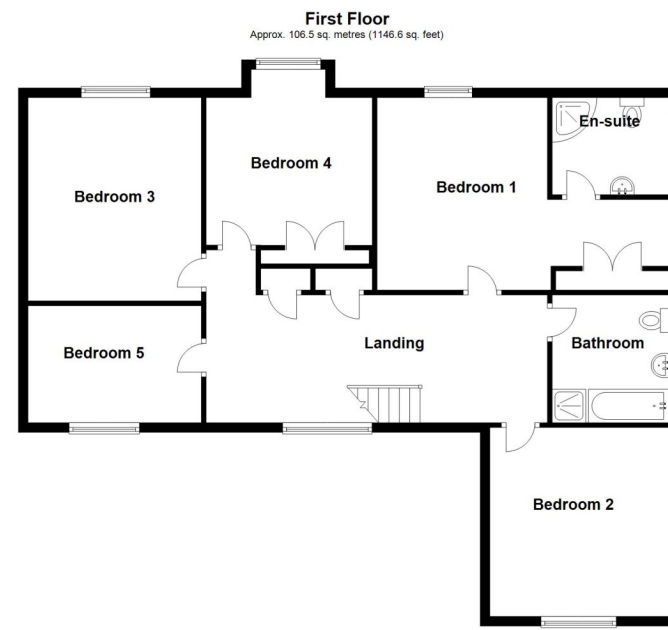 First Floor
Approx. 106.5 sq. metres (1146.6 sq. feet)
En-suite
Bedroom 4
Bedroom 1
Bedroom 3
Landing
Bathroom
Bedroom 5
Bedroom 2